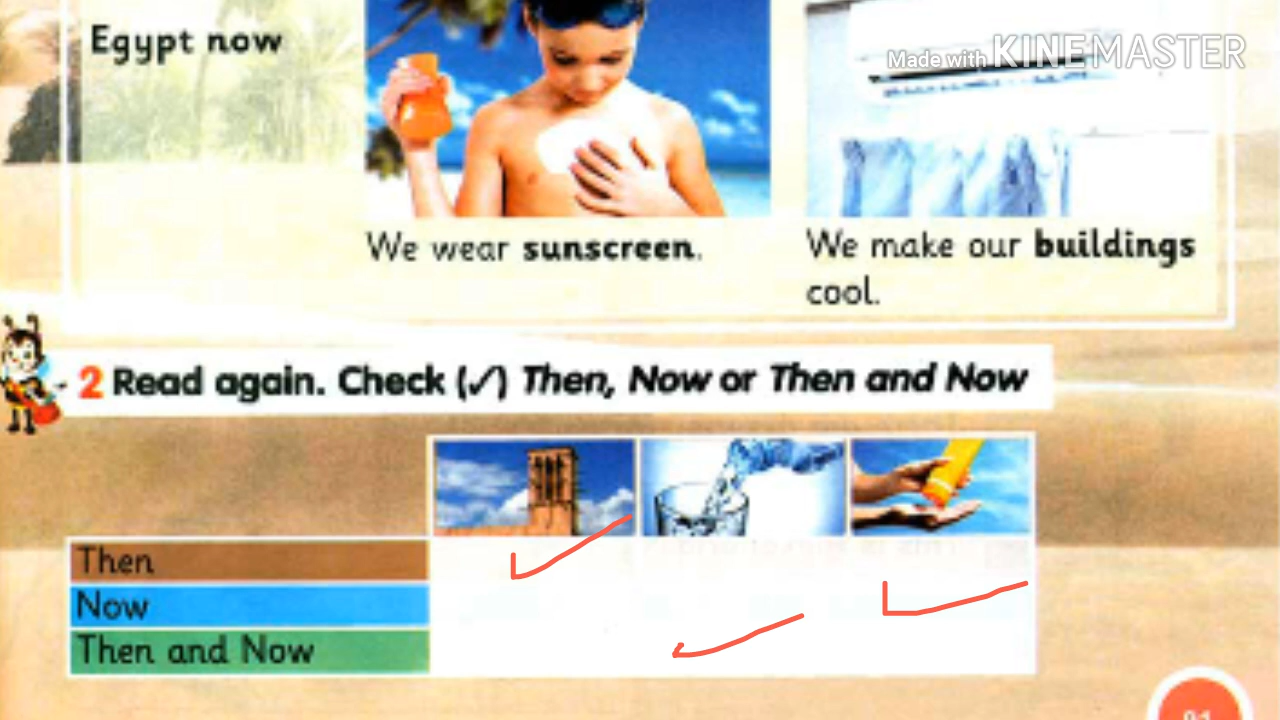 Egypt now
Made with KINEMASTER
We wear sunscreen.
We make our buildings
cool.
2 Read again. Check (✓) Then, Now or Then and Now
Then
Now
Then and Now